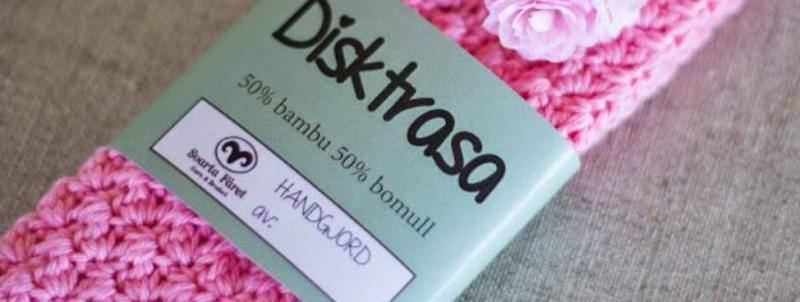 Disktrasa
50% bambu 50% bomull
Svarta Fåret
HANDGJORD
av: